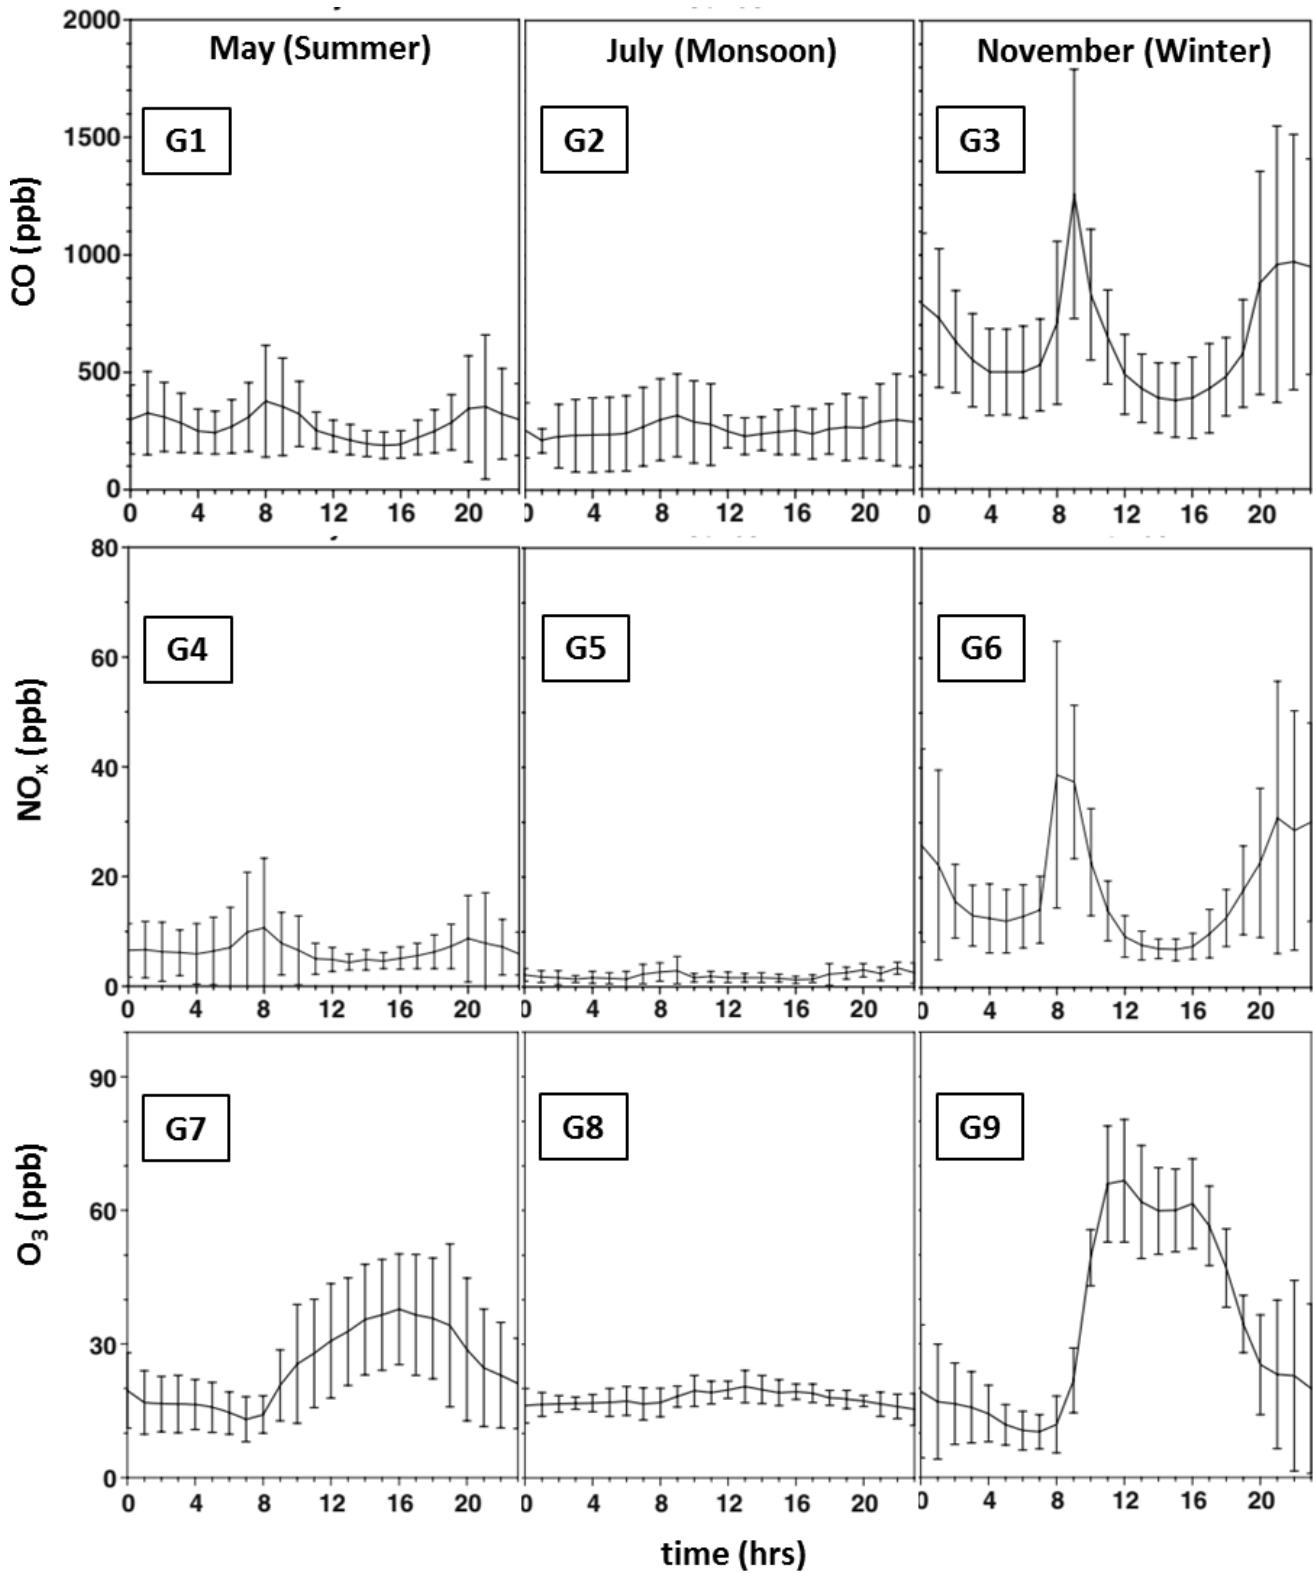 May (Summer)
July (Monsoon)
November (Winter)
CO (ppb)
2000
1500
1000
500
0
G1
G2
G3
0 4 8 12 16 20
0 4 8 12 16 20
0 4 8 12 16 20
NOx (ppb)
80
60
40
20
0
G4
G5
G6
0 4 8 12 16 20
0 4 8 12 16 20
0 4 8 12 16 20
O3 (ppb)
90
60
30
0
G7
G8
G9
0 4 8 12 16 20
0 4 8 12 16 20
0 4 8 12 16 20
time (hrs)